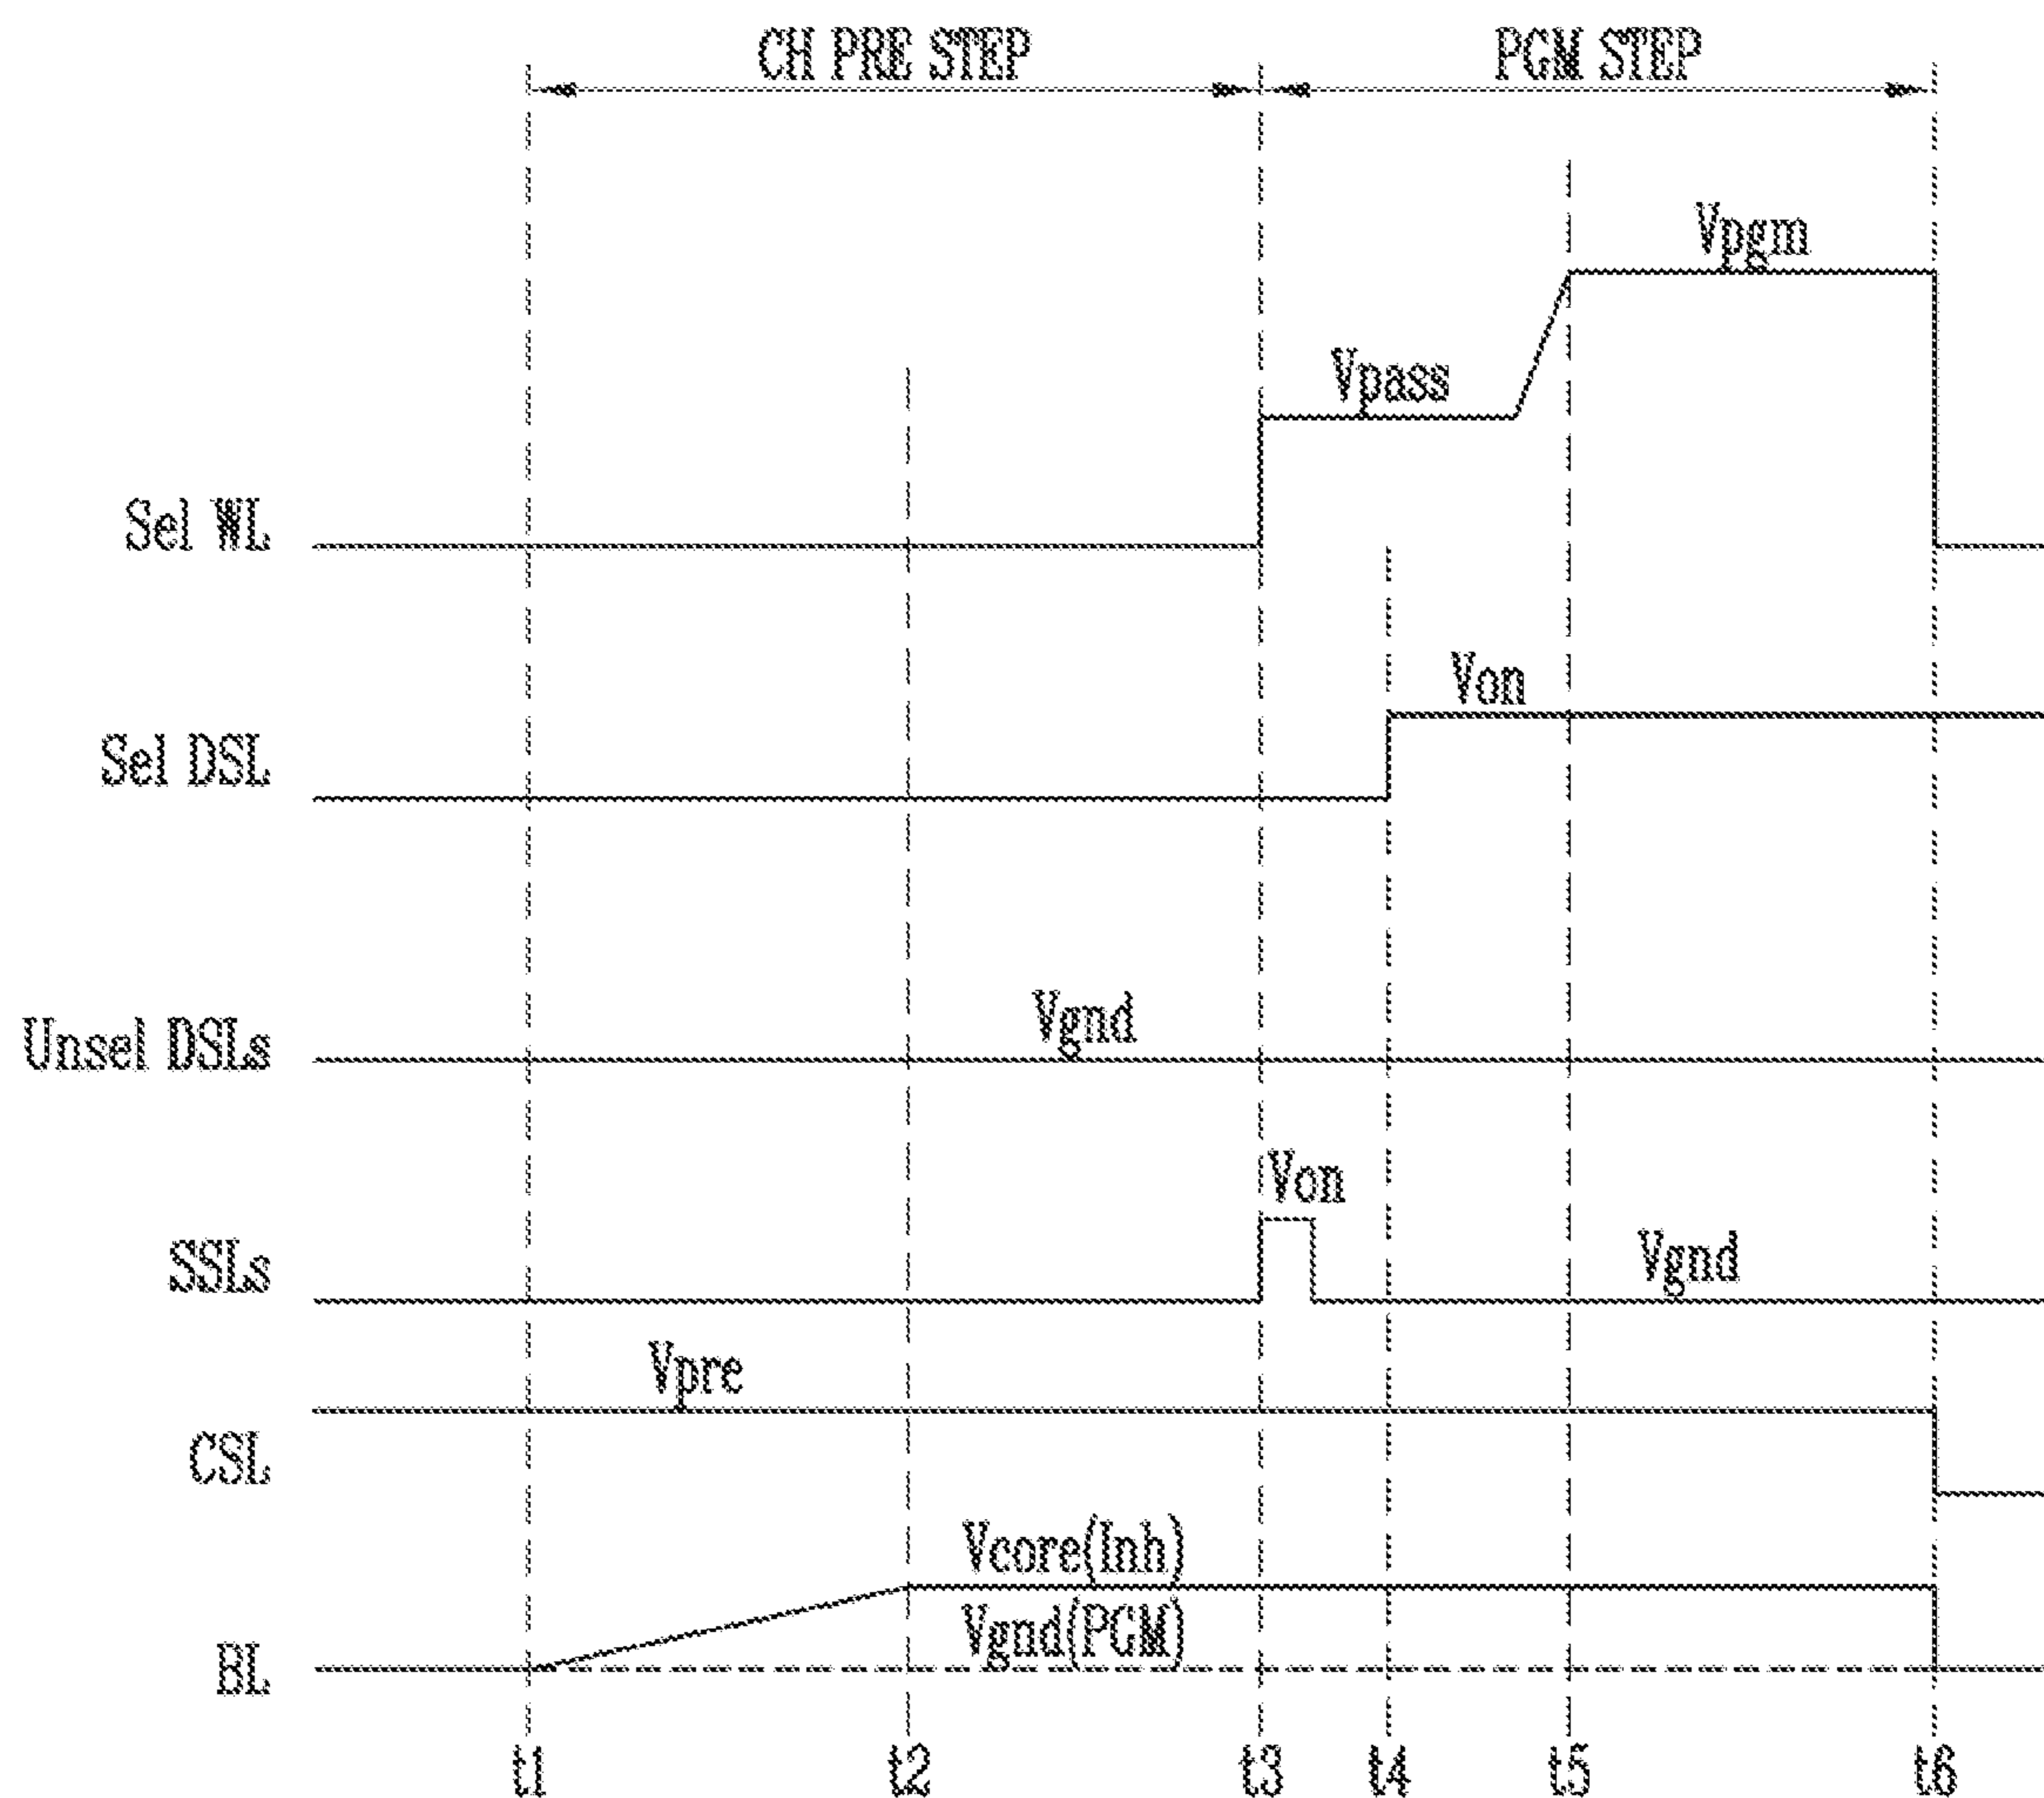 CH PRE STEP
PGM STEP
Vpgm
Vpass
Sel WL
Von
Sel DSL
Vgnd
Unsel DSLs
Von
SSLs
Vgnd
Vpre
CSL
Vcore(Inh)
Vgnd(PGM)
BL
t1 t2 t3 t4 t5 t6